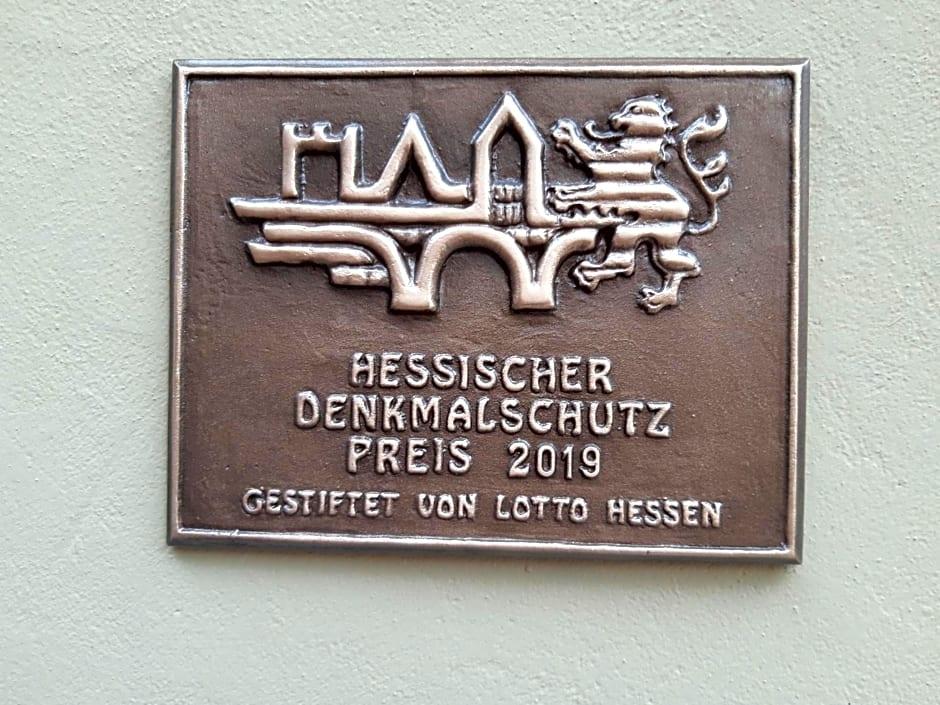 HESSISCHER
DENKMALSCHUTZ
PREIS 2019
GESTIFTET VON LOTTO HESSEN